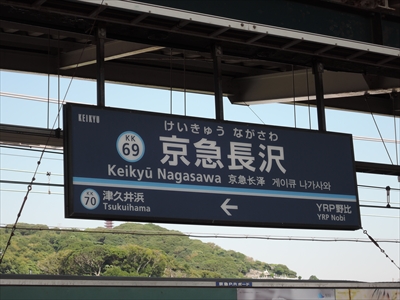 KEIKYU
けいきゅう ながさわ
KK
69
京急長沢
Keikyū Nagasawa 京急长泽 게이큐 나가사와
KK
70
津久井浜
Tsukuihama
YRP野比
YRP Nobi